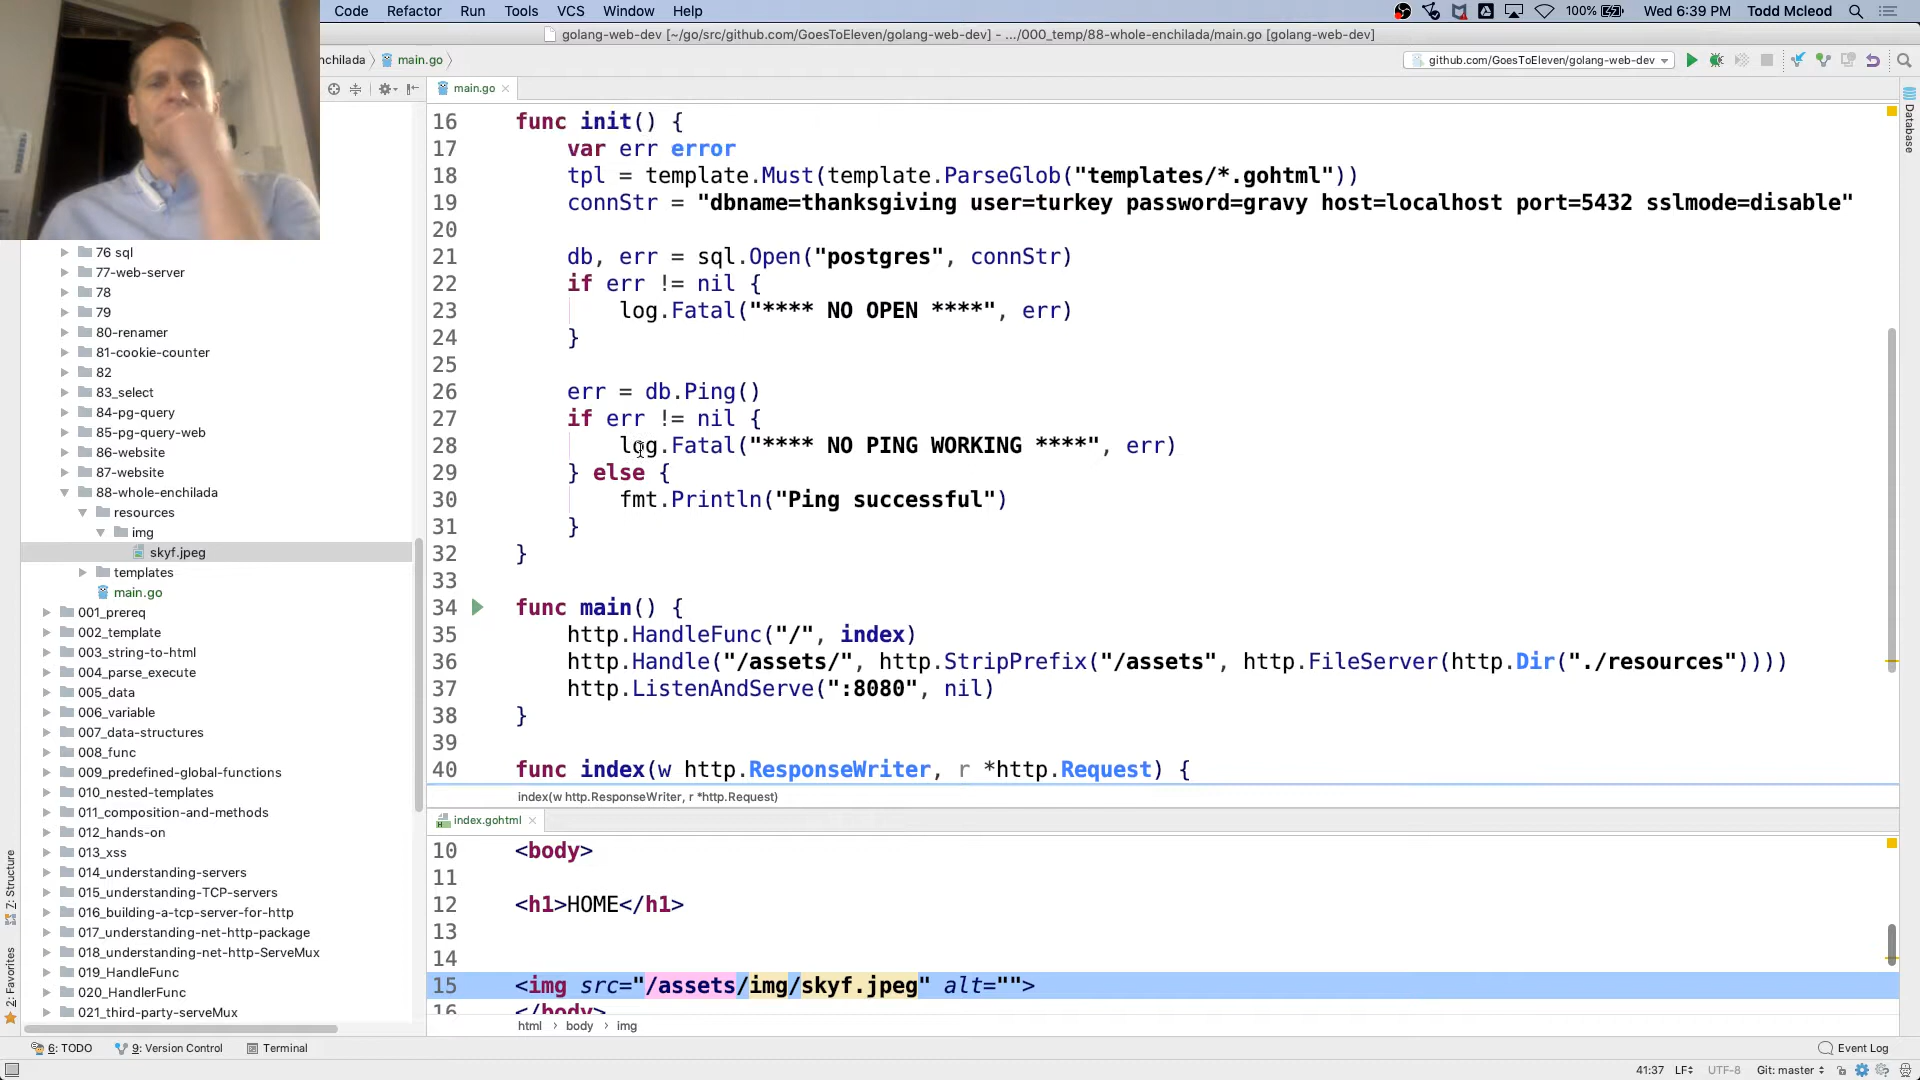 Code Refactor Run Tools VCS Window Help 100% Wed 6:39 PM Todd Mcleod
golang-web-dev [~/go/src/github.com/GoesToEleven/golang-web-dev] - .../000_temp/88-whole-enchilada/main.go [golang-web-dev]
nchilada main.go github.com/GoesToEleven/golang-web-dev
main.go
Database
76 sql
77-web-server
78
79
80-renamer
81-cookie-counter
82
83_select
84-pg-query
85-pg-query-web
86-website
87-website
88-whole-enchilada
resources
img
skyf.jpeg
templates
main.go
001_prereq
002_template
003_string-to-html
004_parse_execute
005_data
006_variable
007_data-structures
008_func
009_predefined-global-functions
010_nested-templates
011_composition-and-methods
012_hands-on
013_xss
014_understanding-servers
015_understanding-TCP-servers
016_building-a-tcp-server-for-http
017_understanding-net-http-package
018_understanding-net-http-ServeMux
019_HandleFunc
020_HandlerFunc
021_third-party-serveMux
Z: Structure
2: Favorites
16 func init() {
17 var err error
18 tpl = template.Must(template.ParseGlob("templates/*.gohtml"))
19 connStr = "dbname=thanksgiving user=turkey password=gravy host=localhost port=5432 sslmode=disable"
20
21 db, err = sql.Open("postgres", connStr)
22 if err != nil {
23 log.Fatal("**** NO OPEN ****", err)
24 }
25
26 err = db.Ping()
27 if err != nil {
28 log.Fatal("**** NO PING WORKING ****", err)
29 } else {
30 fmt.Println("Ping successful")
31 }
32 }
33
34 func main() {
35 http.HandleFunc("/", index)
36 http.Handle("/assets/", http.StripPrefix("/assets", http.FileServer(http.Dir("./resources"))))
37 http.ListenAndServe(":8080", nil)
38 }
39
40 func index(w http.ResponseWriter, r *http.Request) {
index(w http.ResponseWriter, r *http.Request)
index.gohtml
10 <body>
11
12 <h1>HOME</h1>
13
14
15 <img src="/assets/img/skyf.jpeg" alt="">
16 </body>
html body img
6: TODO 9: Version Control Terminal Event Log
41:37 LF UTF-8 Git: master